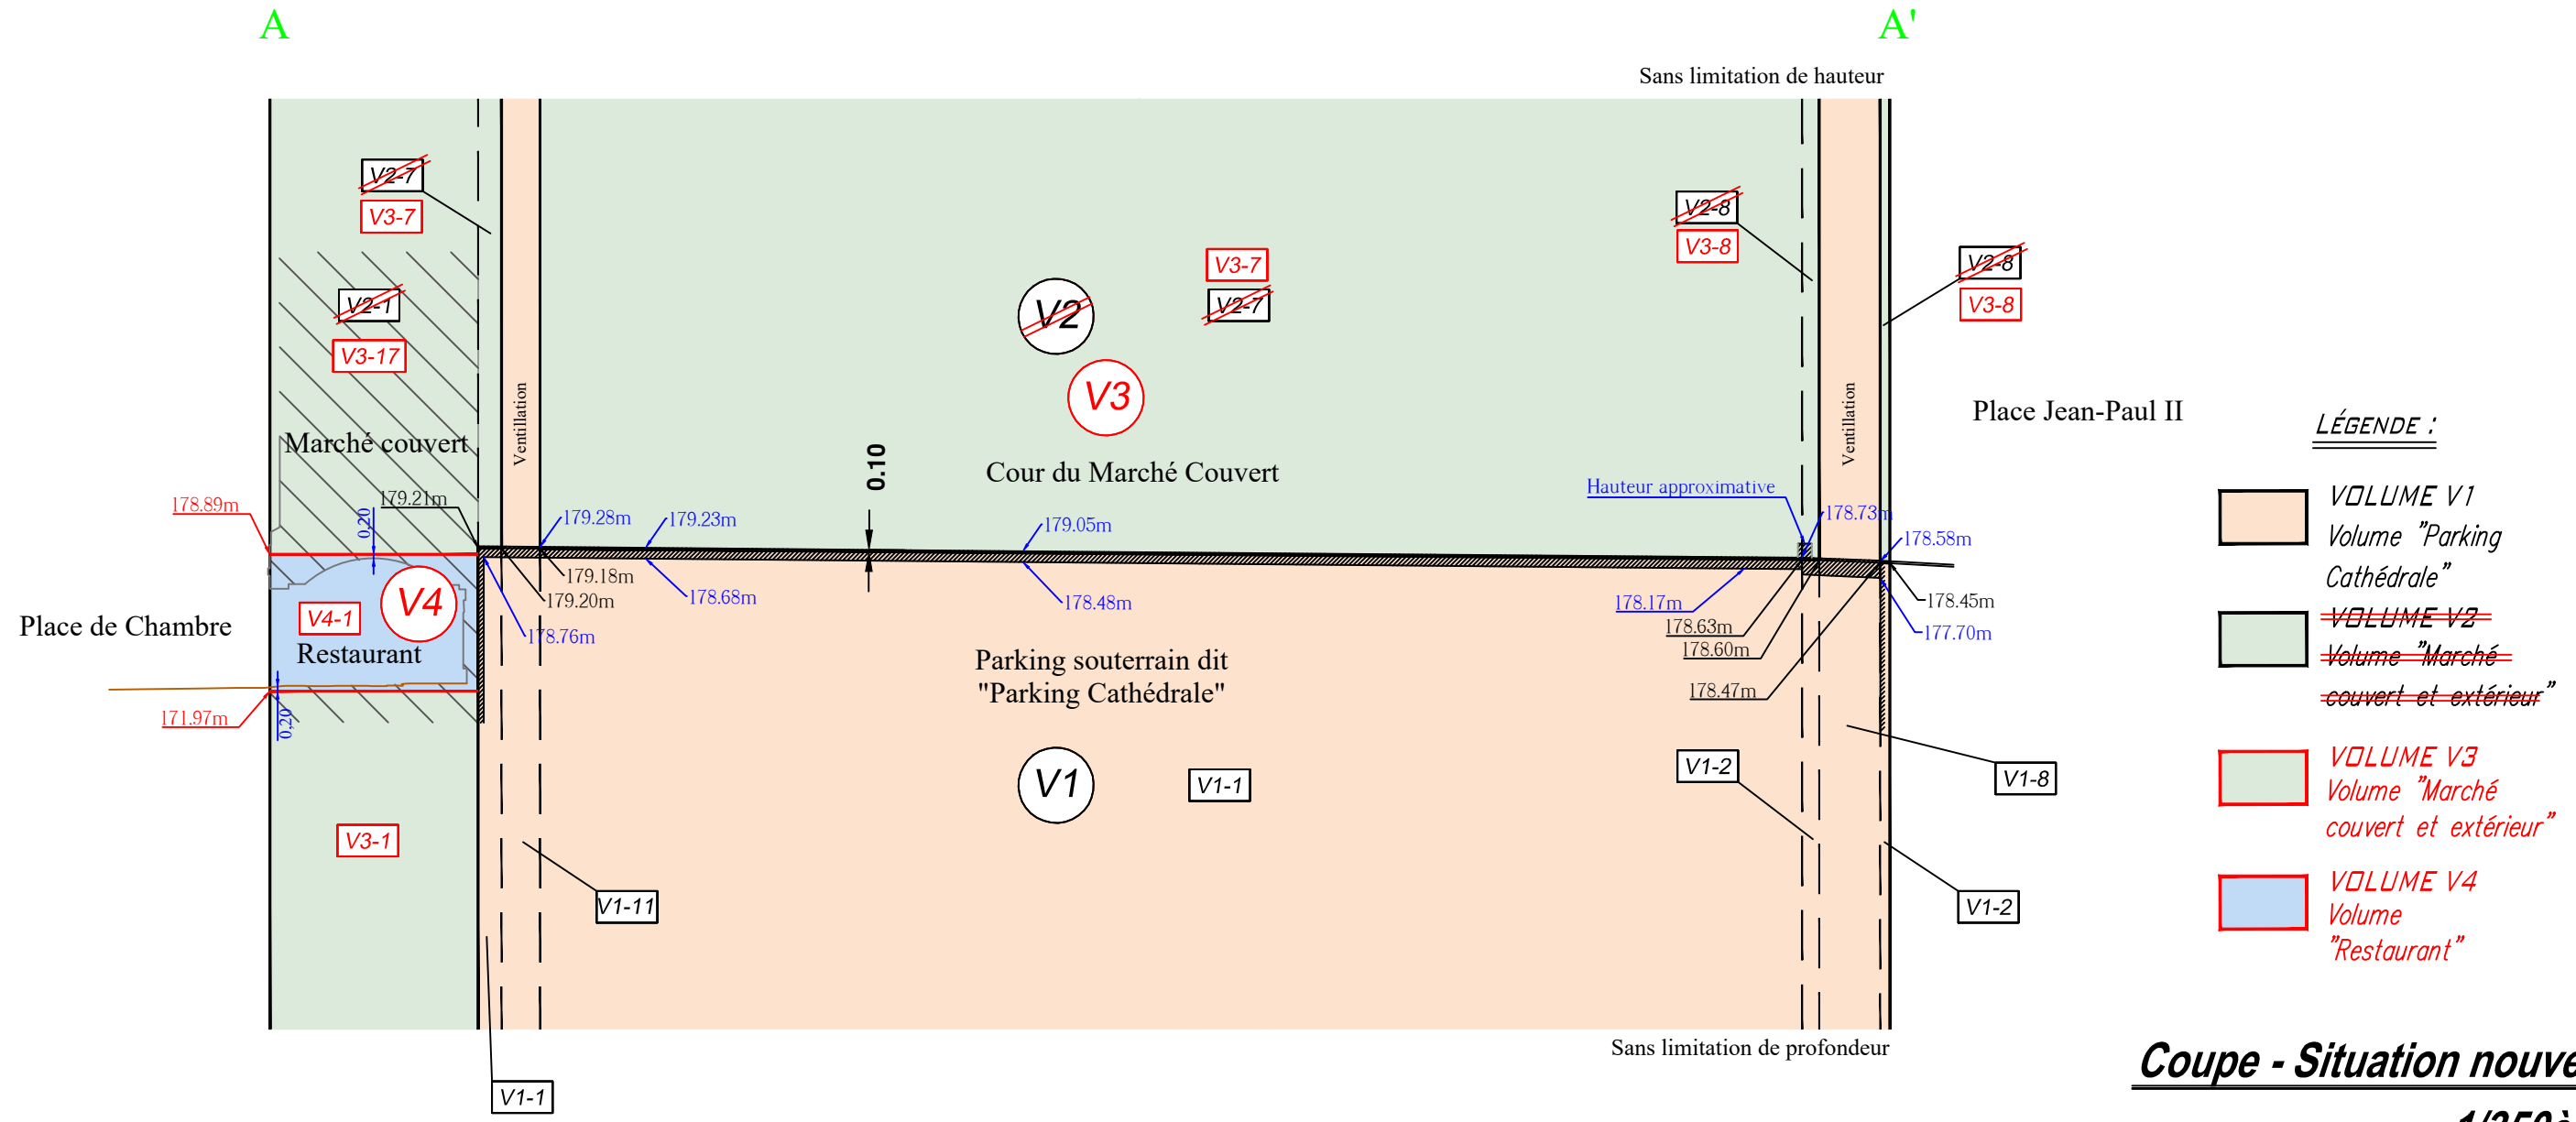 A
A'
Sans limitation de hauteur
V2-7
V3-7
V2-8
V3-8
V3-7
V2-7
V2-8
V3-8
V2-1
V3-17
V2
V3
Ventillation
Ventillation
Place Jean-Paul II
Marché couvert
0.10
Cour du Marché Couvert
Hauteur approximative
178.89m
179.21m
0,20
179.28m
179.23m
179.05m
178.73m
178.58m
179.18m
179.20m
178.68m
178.48m
178.17m
178.45m
178.76m
178.63m
178.60m
177.70m
178.47m
V4
V4-1
Restaurant
Place de Chambre
171.97m
0,20
Parking souterrain dit
"Parking Cathédrale"
V1
V1-1
V1-2
V1-8
V3-1
V1-11
V1-2
V1-1
Sans limitation de profondeur
LÉGENDE :
VOLUME V1
Volume "Parking
Cathédrale"
VOLUME V2
Volume "Marché
couvert et extérieur"
VOLUME V3
Volume "Marché
couvert et extérieur"
VOLUME V4
Volume
"Restaurant"
Coupe - Situation nouve